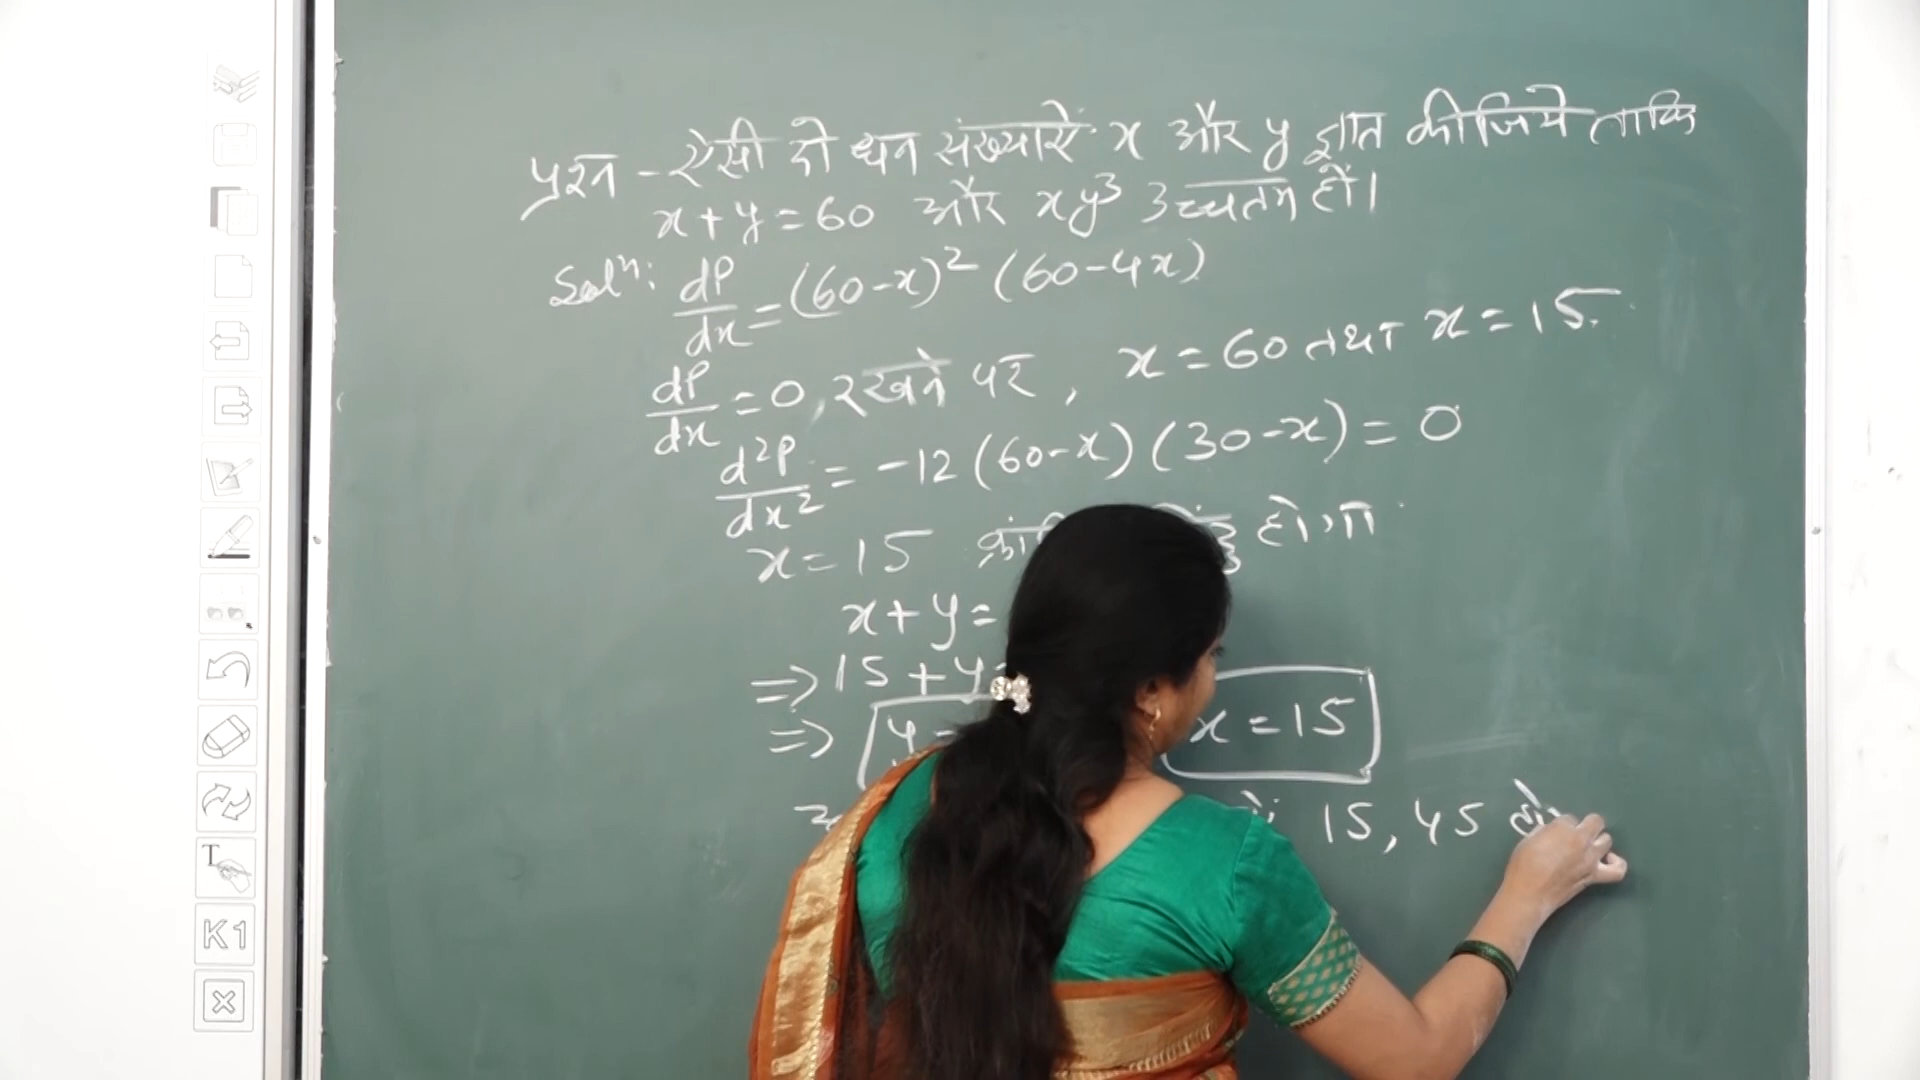 प्रश्न - ऐसी दो धन संख्यायें x और y ज्ञात कीजिये ताकि
x + y = 60 और xy³ उच्चतम हो।
Solⁿ: dP/dx = (60-x)² (60-4x)
dP/dx = 0, रखने पर, x = 60 तथा x = 15
d²P/dx² = -12 (60-x) (30-x) = 0
x = 15 होगा
x + y =
=> 15 + y =
=> y = x = 15
15, 45
T
K1